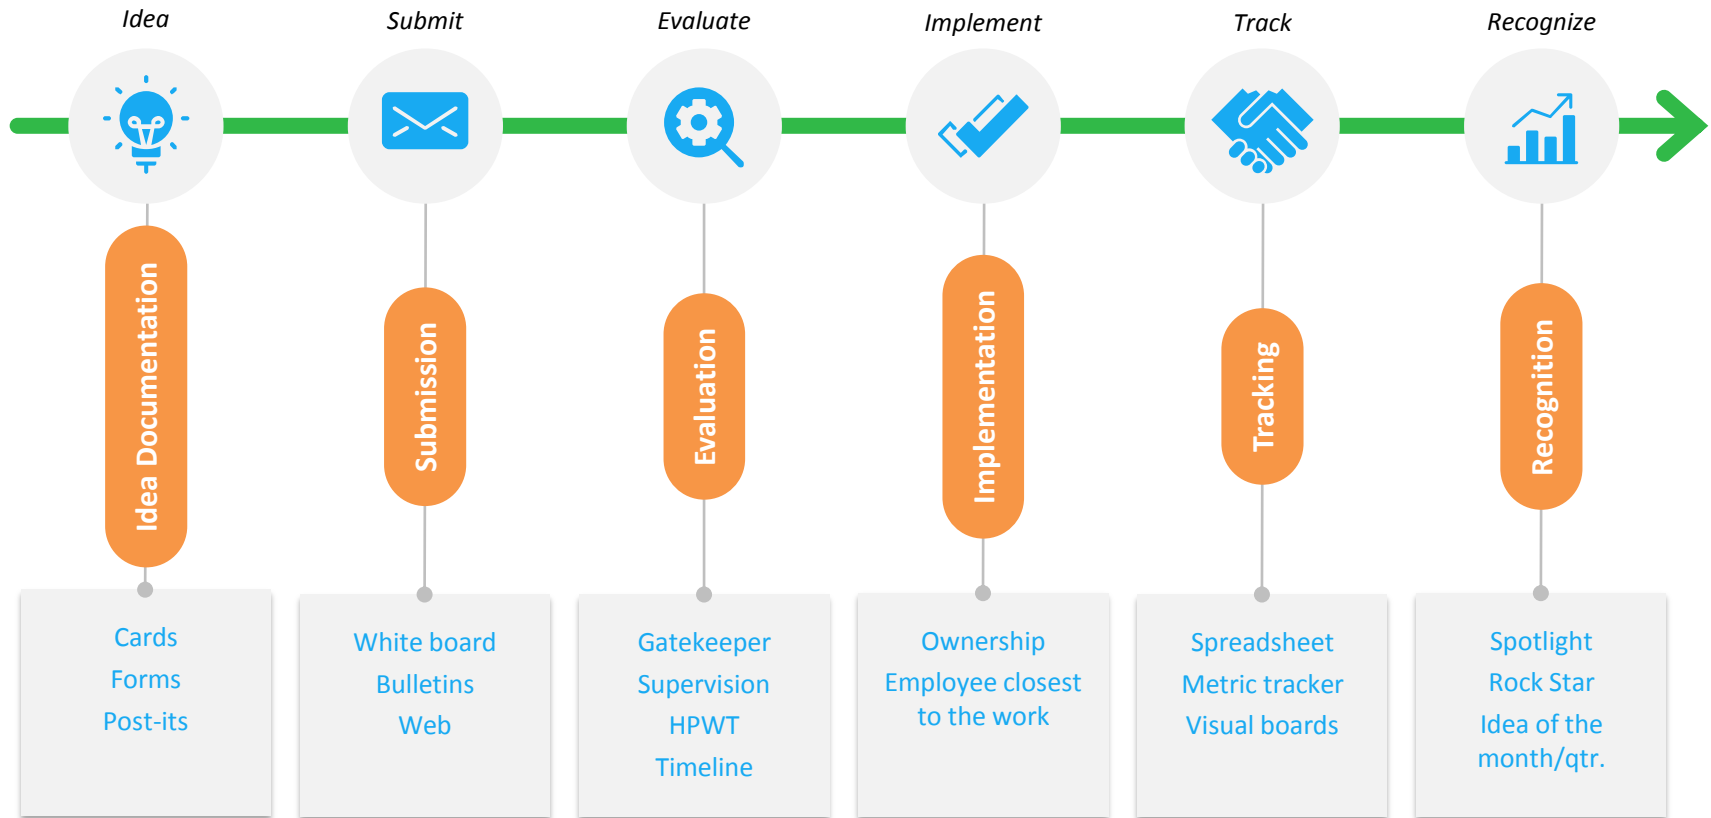 Idea
Submit
Evaluate
Implement
Track
Recognize
Idea Documentation
Submission
Evaluation
Implementation
Tracking
Recognition
Cards
Forms
Post-its
White board
Bulletins
Web
Gatekeeper
Supervision
HPWT
Timeline
Ownership
Employee closest
to the work
Spreadsheet
Metric tracker
Visual boards
Spotlight
Rock Star
Idea of the
month/qtr.